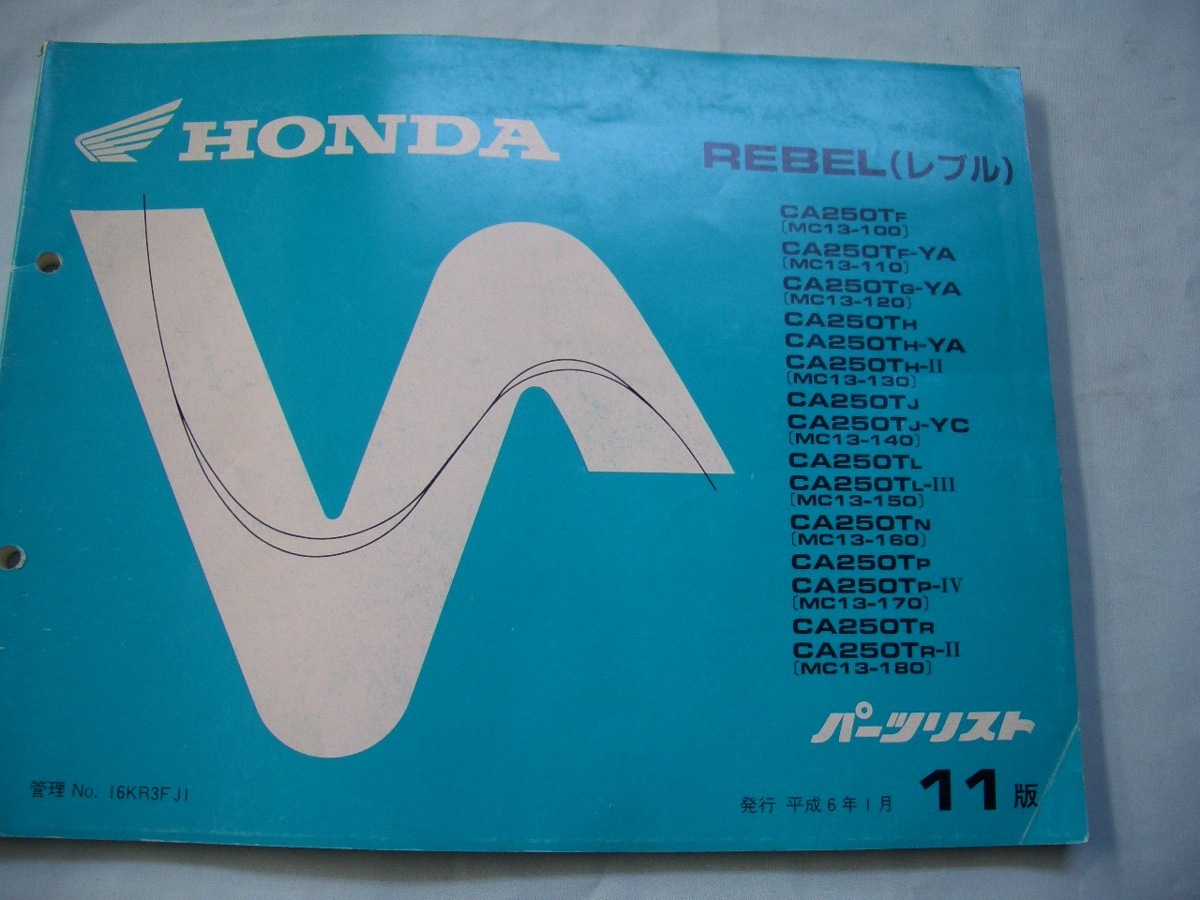 HONDA
REBEL(レブル)
CA250TF
〔MC13-100〕
CA250TF-YA
〔MC13-110〕
CA250TG-YA
〔MC13-120〕
CA250TH
CA250TH-YA
CA250TH-II
〔MC13-130〕
CA250TJ
CA250TJ-YC
〔MC13-140〕
CA250TL
CA250TL-III
〔MC13-150〕
CA250TN
〔MC13-160〕
CA250TP
CA250TP-IV
〔MC13-170〕
CA250TR
CA250TR-II
〔MC13-180〕
パーツリスト
管理 No. 16KR3FJ1
発行 平成6年1月 11版